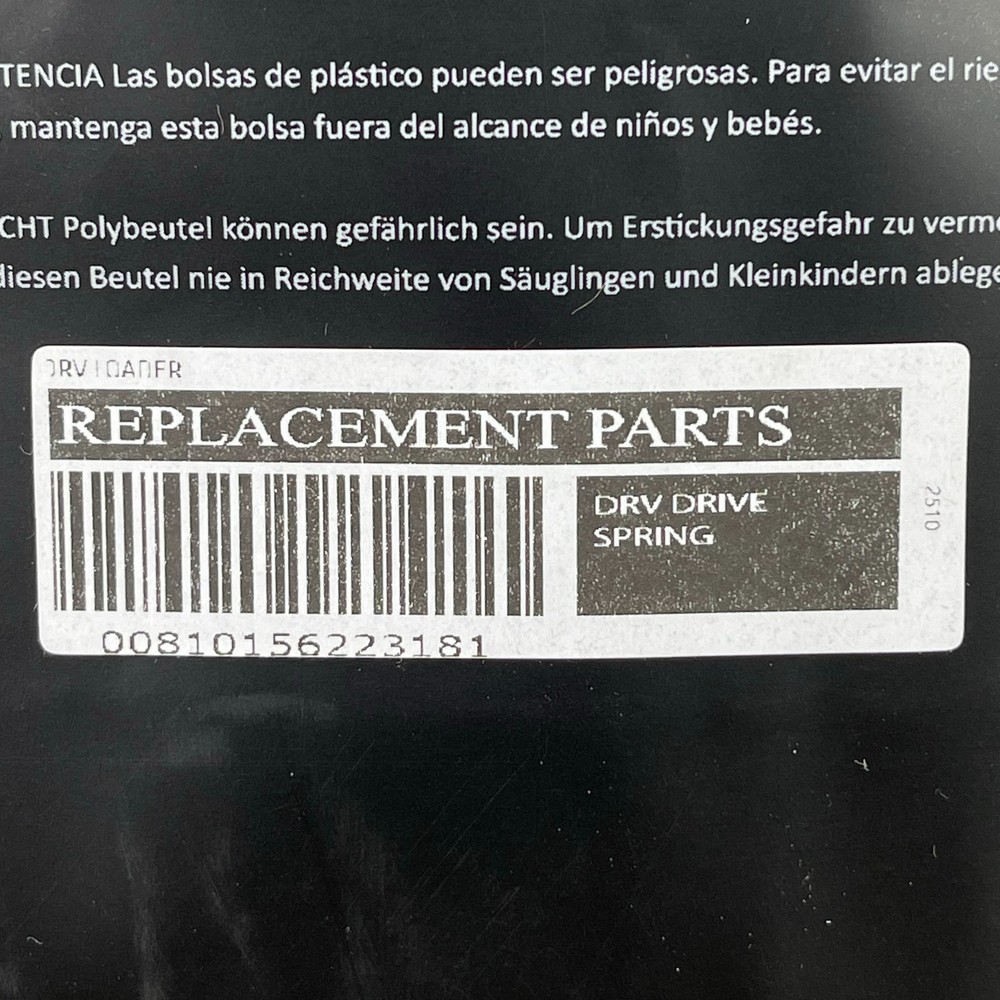 TENCIA Las bolsas de plástico pueden ser peligrosas. Para evitar el rie
mantenga esta bolsa fuera del alcance de niños y bebés.
CHT Polybeutel können gefährlich sein. Um Erstickungsgefahr zu verme
diesen Beutel nie in Reichweite von Säuglingen und Kleinkindern ablege
DRV LOADER
REPLACEMENT PARTS
DRV DRIVE
SPRING
2510
00810156223181